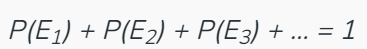 P(E₁) + P(E₂) + P(E₃) + ... = 1